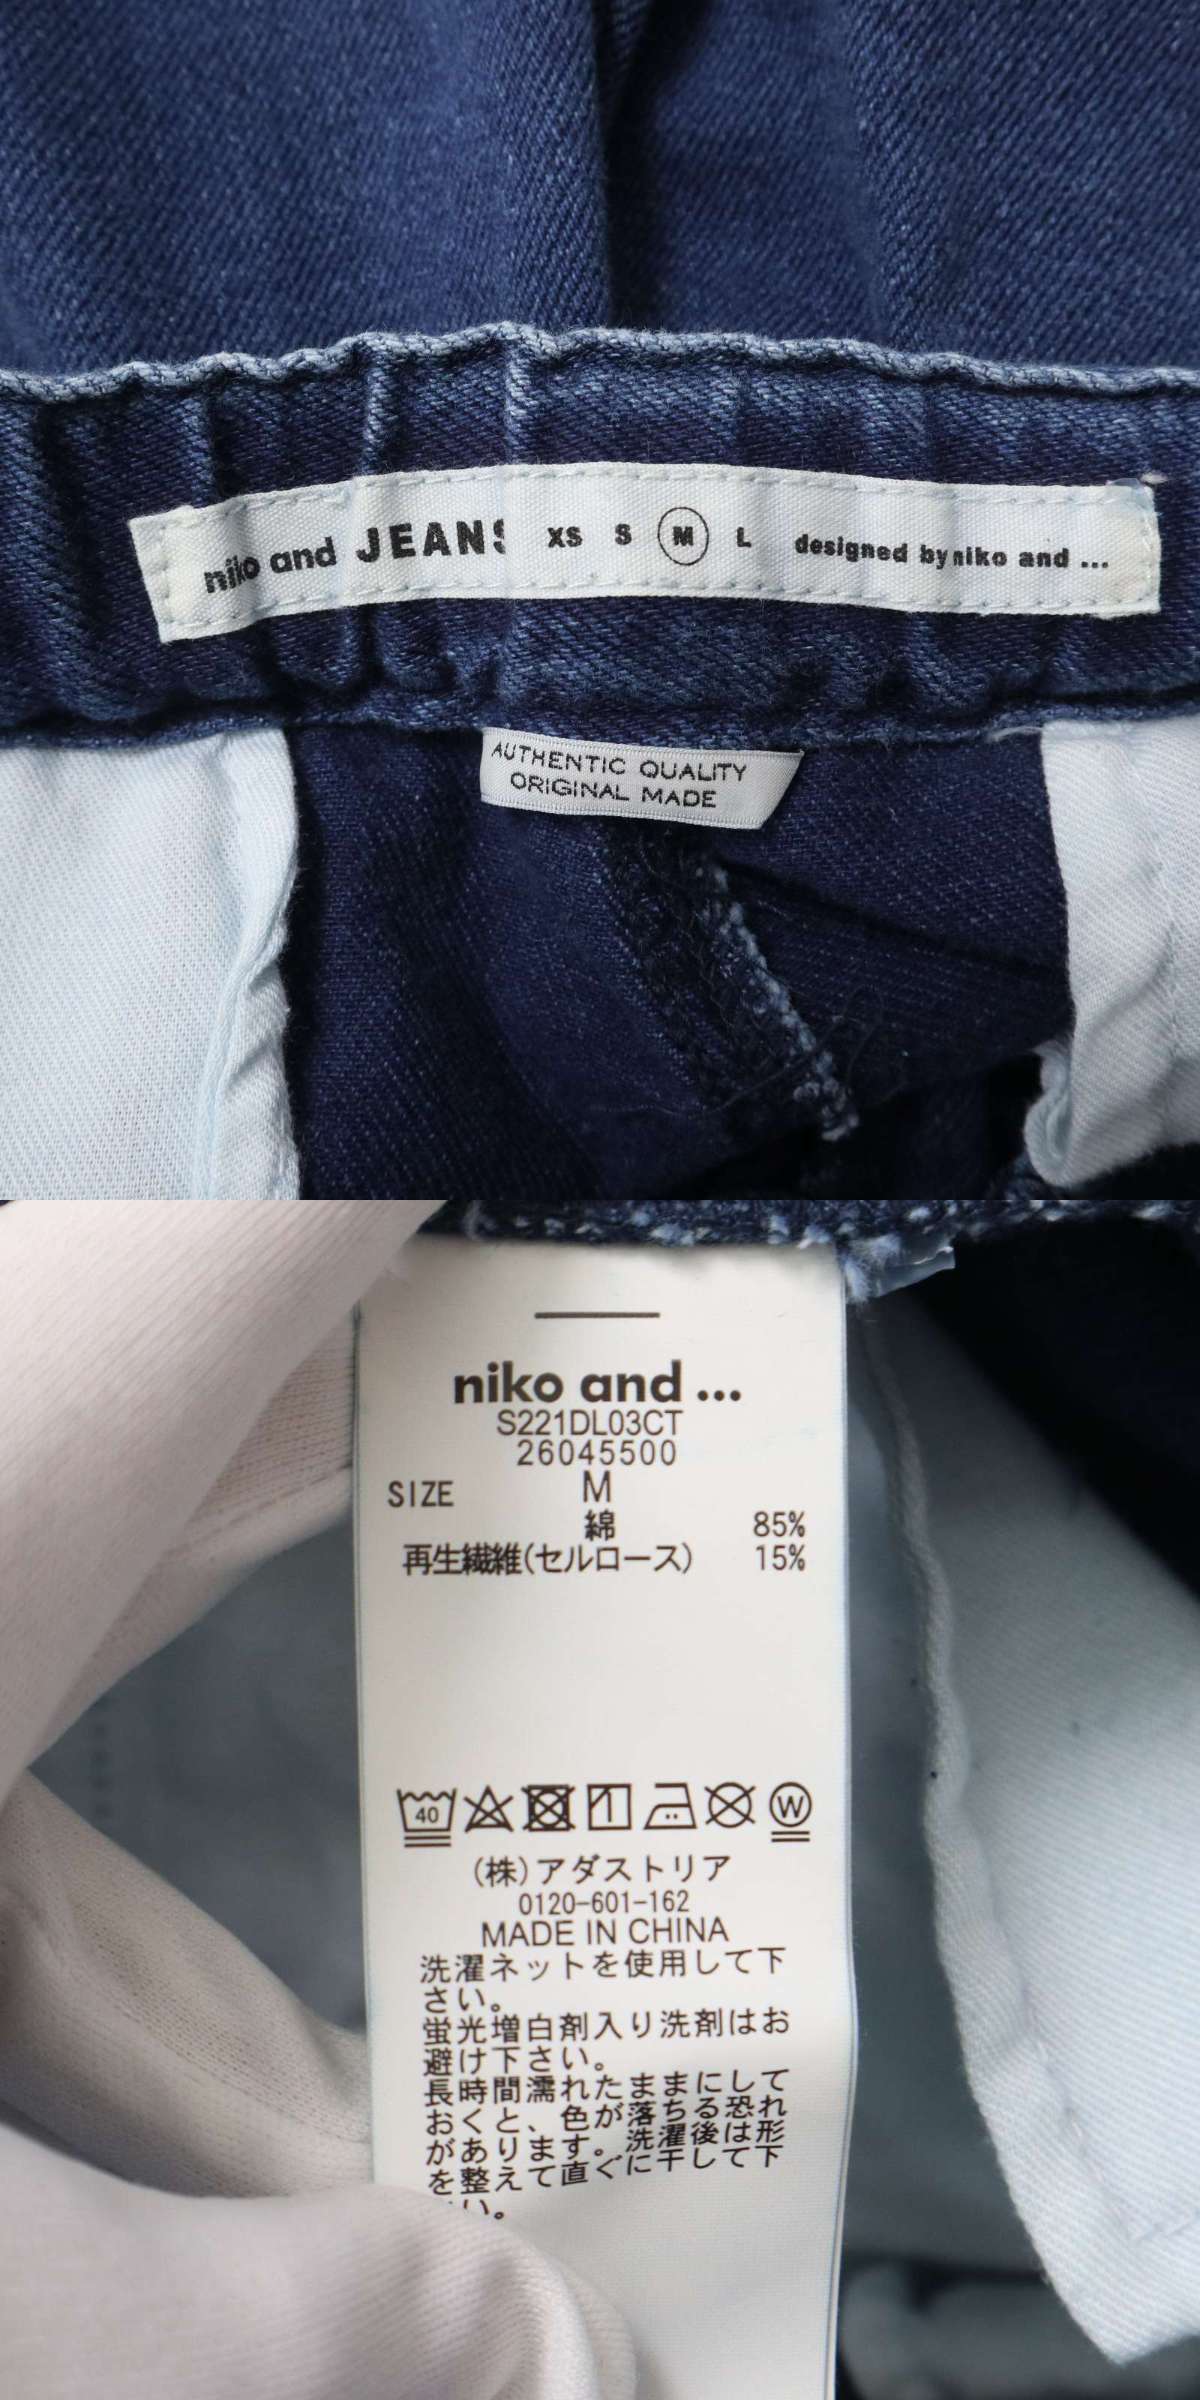 niko and JEANS XS S M L designed by niko and ...
AUTHENTIC QUALITY
ORIGINAL MADE
niko and ...
S221DL03CT
26045500
SIZE M
綿 85%
再生繊維(セルロース) 15%
40 W
(株)アダストリア
0120-601-162
MADE IN CHINA
洗濯ネットを使用して下
さい。
蛍光増白剤入り洗剤はお
避け下さい。
長時間濡れたままにして
おくと、色が落ちる恐れ
があります。洗濯後は形
を整えて直ぐに干して下
い。